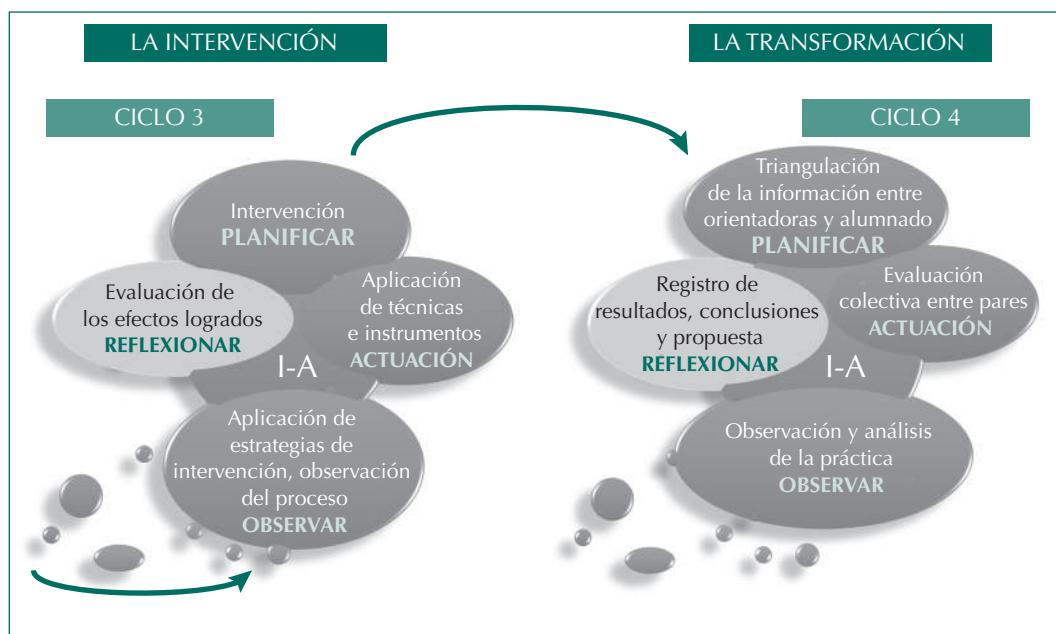 LA INTERVENCIÓN
CICLO 3
Intervención
PLANIFICAR
Aplicación
de técnicas
e instrumentos
ACTUACIÓN
Aplicación de
estrategias de
intervención, observación
del proceso
OBSERVAR
Evaluación de
los efectos logrados
REFLEXIONAR
I-A
LA TRANSFORMACIÓN
CICLO 4
Triangulación
de la información entre
orientadoras y alumnado
PLANIFICAR
Evaluación
colectiva entre pares
ACTUACIÓN
Observación y análisis
de la práctica
OBSERVAR
Registro de
resultados, conclusiones
y propuesta
REFLEXIONAR
I-A